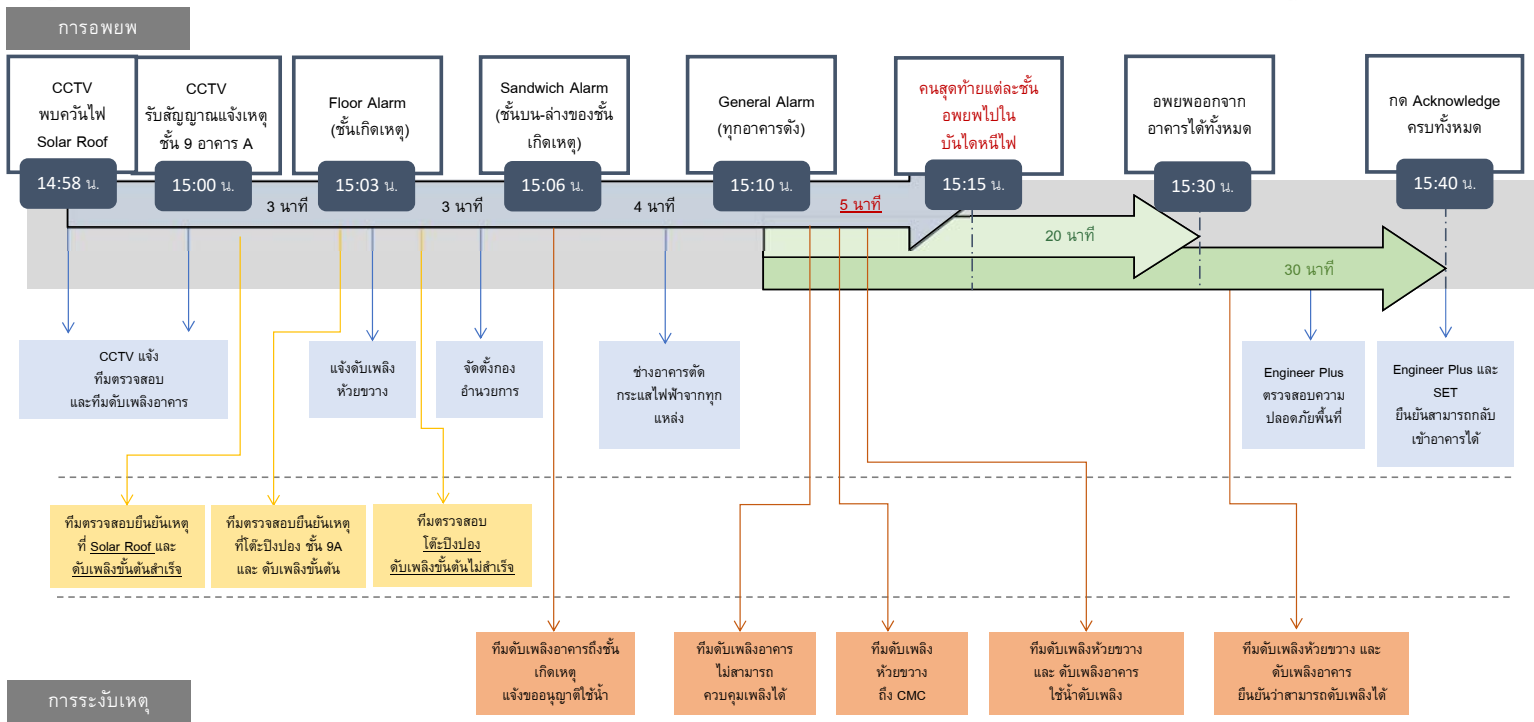 การอพยพ
CCTV
พบควันไฟ
Solar Roof
14:58 น.
CCTV
รับสัญญาณแจ้งเหตุ
ชั้น 9 อาคาร A
15:00 น.
Floor Alarm
(ชั้นเกิดเหตุ)
15:03 น.
Sandwich Alarm
(ชั้นบน-ล่างของชั้น
เกิดเหตุ)
15:06 น.
General Alarm
(ทุกอาคารดัง)
15:10 น.
คนสุดท้ายแต่ละชั้น
อพยพไปใน
บันไดหนีไฟ
15:15 น.
อพยพออกจาก
อาคารได้ทั้งหมด
15:30 น.
กด Acknowledge
ครบทั้งหมด
15:40 น.
3 นาที
3 นาที
4 นาที
5 นาที
20 นาที
30 นาที
CCTV แจ้ง
ทีมตรวจสอบ
และทีมดับเพลิงอาคาร
แจ้งดับเพลิง
ห้วยขวาง
จัดตั้งกอง
อำนวยการ
ช่างอาคารตัด
กระแสไฟฟ้าจากทุก
แหล่ง
Engineer Plus
ตรวจสอบความ
ปลอดภัยพื้นที่
Engineer Plus และ
SET
ยืนยันสามารถกลับ
เข้าอาคารได้
ทีมตรวจสอบยืนยันเหตุ
ที่ Solar Roof และ
ดับเพลิงขั้นต้นสำเร็จ
ทีมตรวจสอบยืนยันเหตุ
ที่โต๊ะปิงปอง ชั้น 9A
และ ดับเพลิงขั้นต้น
ทีมตรวจสอบ
โต๊ะปิงปอง
ดับเพลิงขั้นต้นไม่สำเร็จ
ทีมดับเพลิงอาคารถึงชั้น
เกิดเหตุ
แจ้งขออนุญาติใช้น้ำ
ทีมดับเพลิงอาคาร
ไม่สามารถ
ควบคุมเพลิงได้
ทีมดับเพลิง
ห้วยขวาง
ถึง CMC
ทีมดับเพลิงห้วยขวาง
และ ดับเพลิงอาคาร
ใช้น้ำดับเพลิง
ทีมดับเพลิงห้วยขวาง และ
ดับเพลิงอาคาร
ยืนยันว่าสามารถดับเพลิงได้
การระงับเหตุ